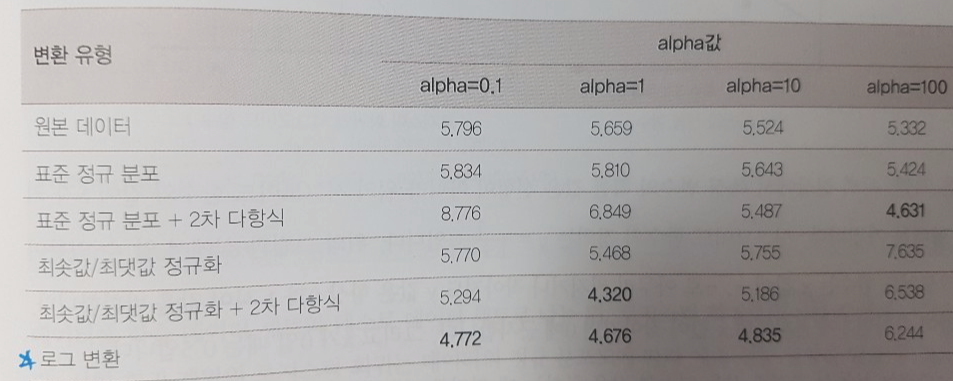 변환 유형 alpha값
alpha=0.1 alpha=1 alpha=10 alpha=100
원본 데이터 5.796 5.659 5.524 5.332
표준 정규 분포 5.834 5.810 5.643 5.424
표준 정규 분포 + 2차 다항식 8.776 6.849 5.487 4.631
최솟값/최댓값 정규화 5.770 5.468 5.755 7.635
최솟값/최댓값 정규화 + 2차 다항식 5.294 4.320 5.186 6.538
로그 변환 4.772 4.676 4.835 6.244